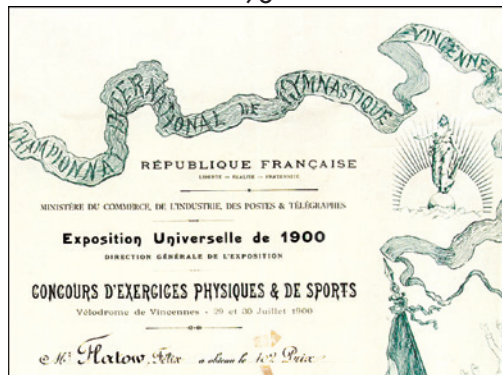 CHAMPIONNAT INTERNATIONAL DE GYMNASTIQUE
VINCENNES
RÉPUBLIQUE FRANÇAISE
LIBERTÉ — ÉGALITÉ — FRATERNITÉ
MINISTÈRE DU COMMERCE, DE L'INDUSTRIE, DES POSTES & TÉLÉGRAPHES
Exposition Universelle de 1900
DIRECTION GÉNÉRALE DE L'EXPOSITION
CONCOURS D'EXERCICES PHYSIQUES & DE SPORTS
Vélodrome de Vincennes - 29 et 30 Juillet 1900
Mr Flatow, Félix a obtenu le 102 Prix